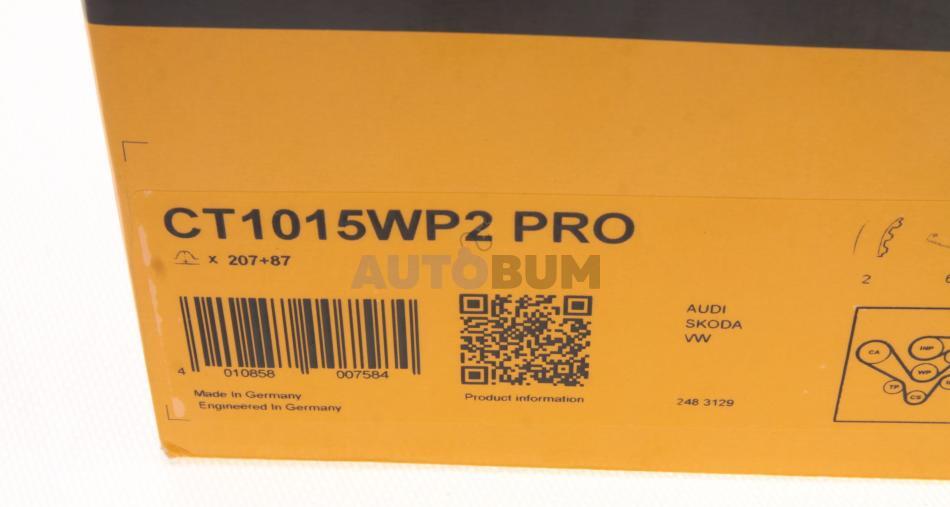 CT1015WP2 PRO
x 207+87
AUTOBUM
4 010858 007584
Made In Germany
Engineered In Germany
Product information
AUDI
SKODA
VW
248 3129
2
CA
INP
WP
TP
CS